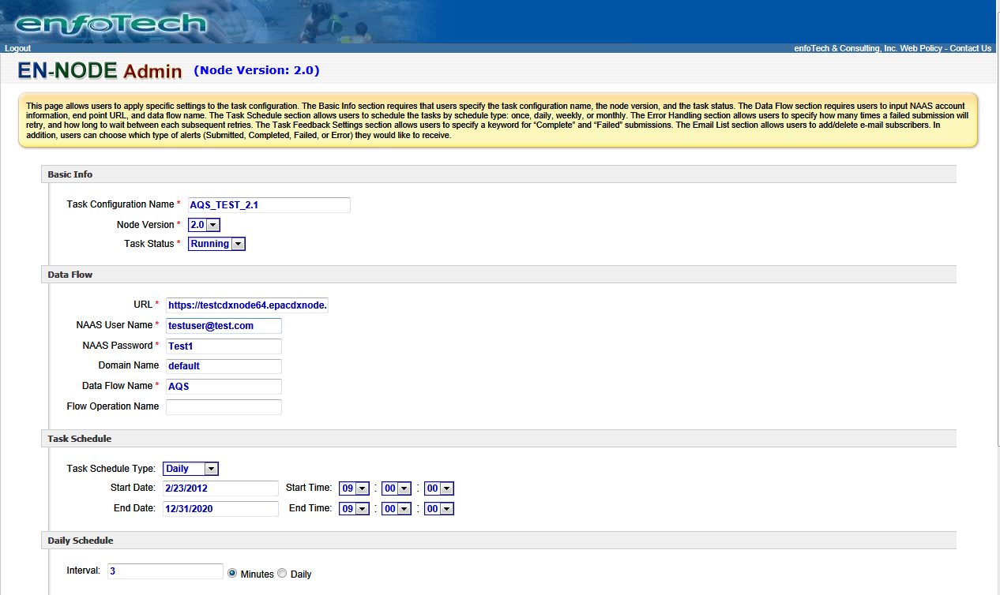 enfoTech
Logout
enfoTech & Consulting, Inc. Web Policy - Contact Us
EN-NODE Admin (Node Version: 2.0)
This page allows users to apply specific settings to the task configuration. The Basic Info section requires that users specify the task configuration name, the node version, and the task status. The Data Flow section requires users to input NAAS account
information, end point URL, and data flow name. The Task Schedule section allows users to schedule the tasks by schedule type: once, daily, weekly, or monthly. The Error Handling section allows users to specify how many times a failed submission will
retry, and how long to wait between each subsequent retries. The Task Feedback Settings section allows users to specify a keyword for “Complete” and “Failed” submissions. The Email List section allows users to add/delete e-mail subscribers. In
addition, users can choose which type of alerts (Submitted, Completed, Failed, or Error) they would like to receive.
Basic Info
Task Configuration Name * AQS_TEST_2.1
Node Version * 2.0
Task Status * Running
Data Flow
URL * https://testcdxnode64.epacdxnode.
NAAS User Name * testuser@test.com
NAAS Password * Test1
Domain Name default
Data Flow Name * AQS
Flow Operation Name
Task Schedule
Task Schedule Type: Daily
Start Date: 2/23/2012 Start Time: 09 : 00 : 00
End Date: 12/31/2020 End Time: 09 : 00 : 00
Daily Schedule
Interval: 3 Minutes Daily